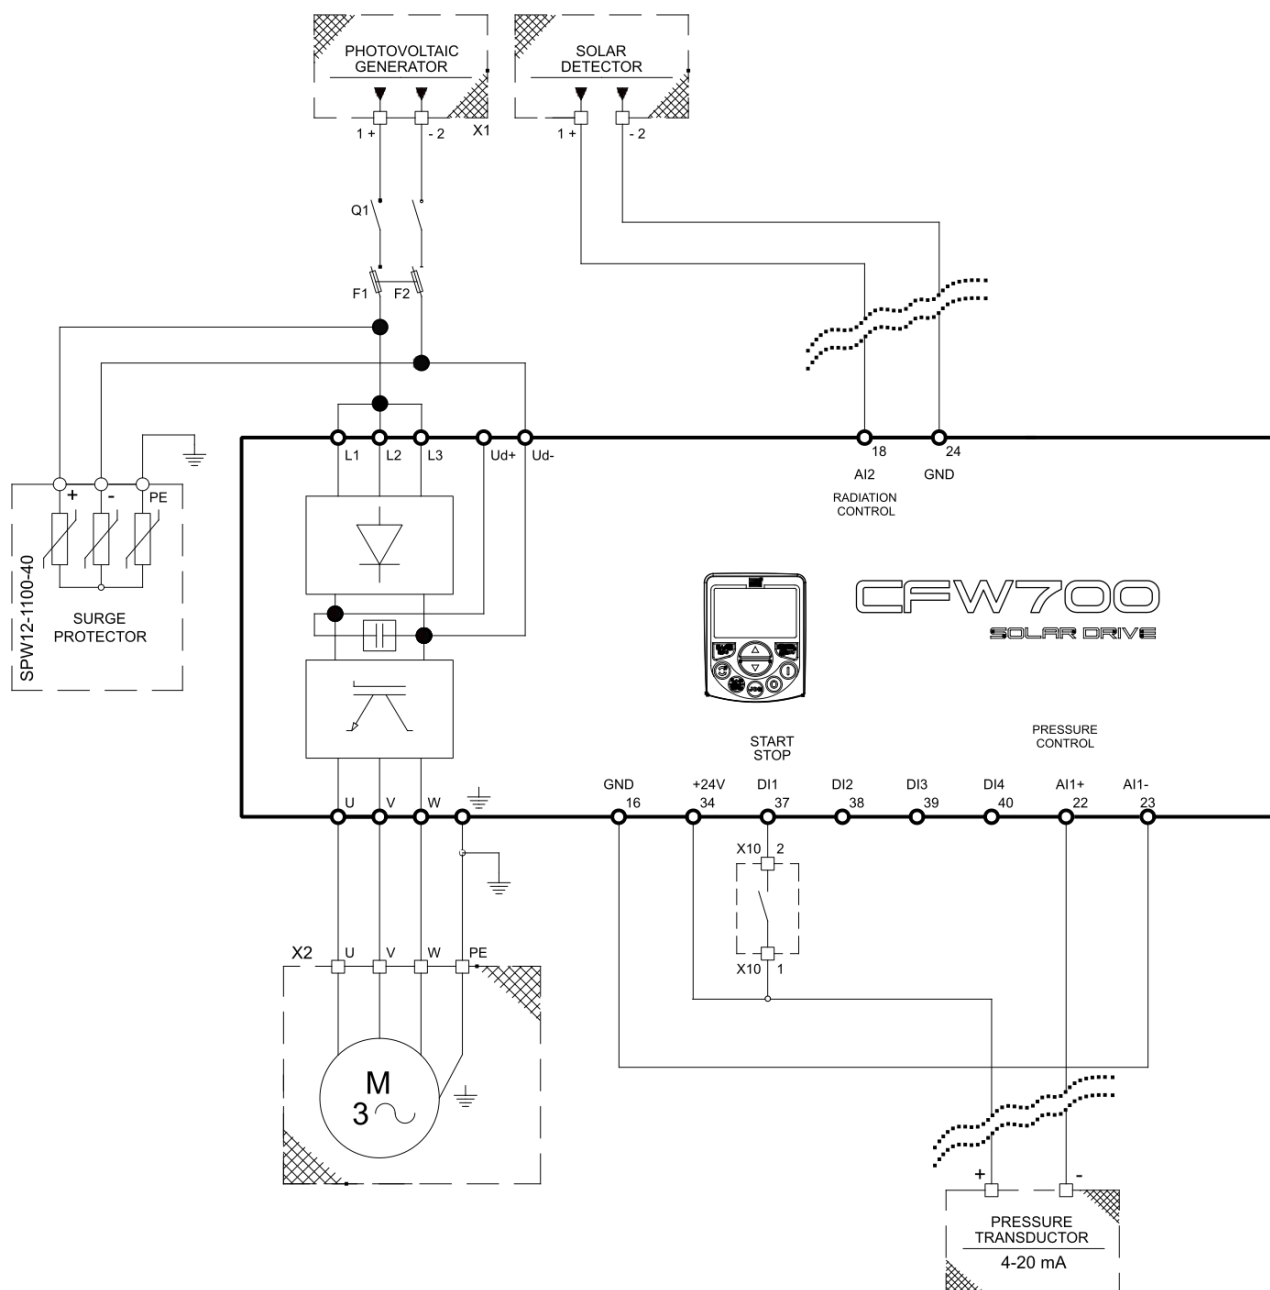 PHOTOVOLTAIC
GENERATOR
SOLAR
DETECTOR
1 +
- 2
X1
1 +
- 2
Q1
F1
F2
L1
L2
L3
Ud+
Ud-
18
24
AI2
GND
RADIATION
CONTROL
+
-
PE
SPW12-1100-40
SURGE
PROTECTOR
CFW700
SOLAR DRIVE
START
STOP
PRESSURE
CONTROL
GND
+24V
DI1
DI2
DI3
DI4
AI1+
AI1-
U
V
W
16
34
37
38
39
40
22
23
X10
2
X10
1
X2
U
V
W
PE
M
3
+
-
PRESSURE
TRANSDUCTOR
4-20 mA